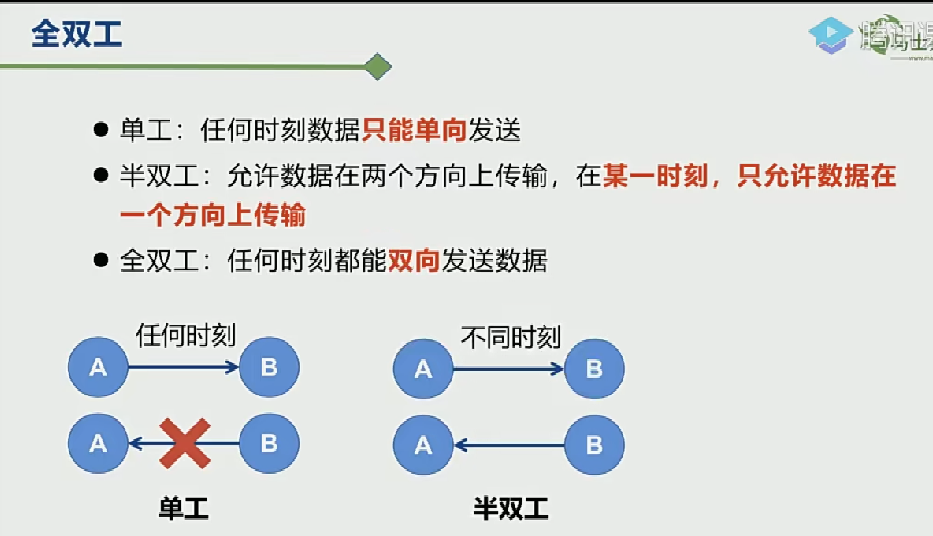 全双工
腾讯课
● 单工：任何时刻数据只能单向发送
● 半双工：允许数据在两个方向上传输，在某一时刻，只允许数据在
一个方向上传输
● 全双工：任何时刻都能双向发送数据
任何时刻
不同时刻
A
B
A
B
A
B
A
B
单工
半双工